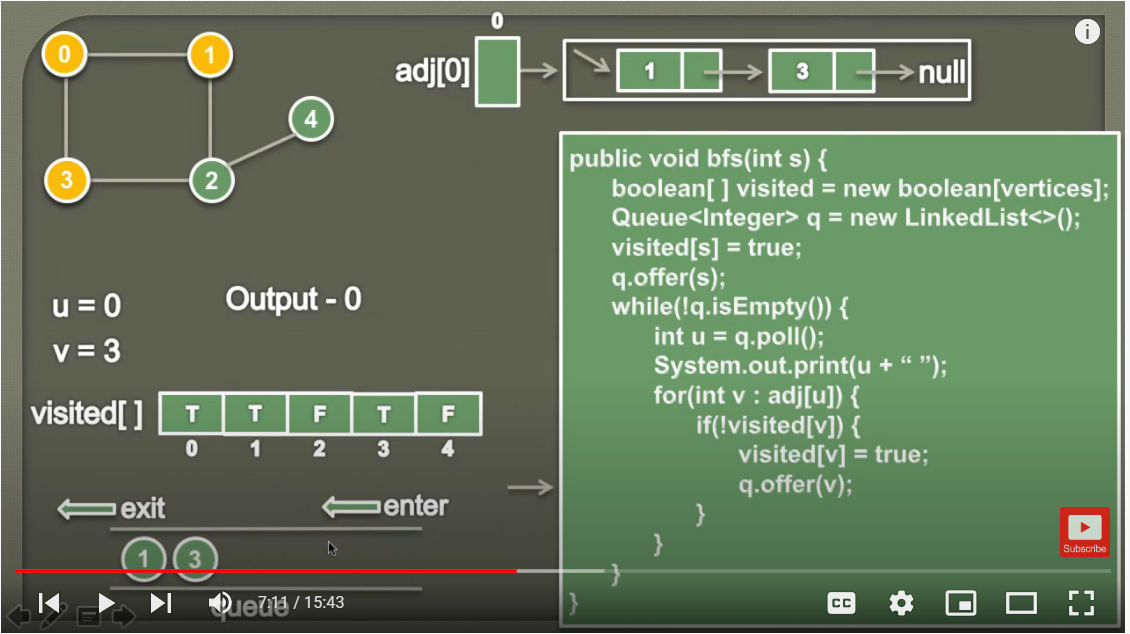 0
0 1
adj[0] 1 3 null
4
3 2
public void bfs(int s) {
boolean[ ] visited = new boolean[vertices];
Queue<Integer> q = new LinkedList<>();
visited[s] = true;
q.offer(s);
while(!q.isEmpty()) {
int u = q.poll();
System.out.print(u + “ ”);
for(int v : adj[u]) {
if(!visited[v]) {
visited[v] = true;
q.offer(v);
}
}
}
}
u = 0
Output - 0
v = 3
visited[ ] T T F T F
0 1 2 3 4
exit enter
1 3
queue
Subscribe
7:11 / 15:43
CC
i